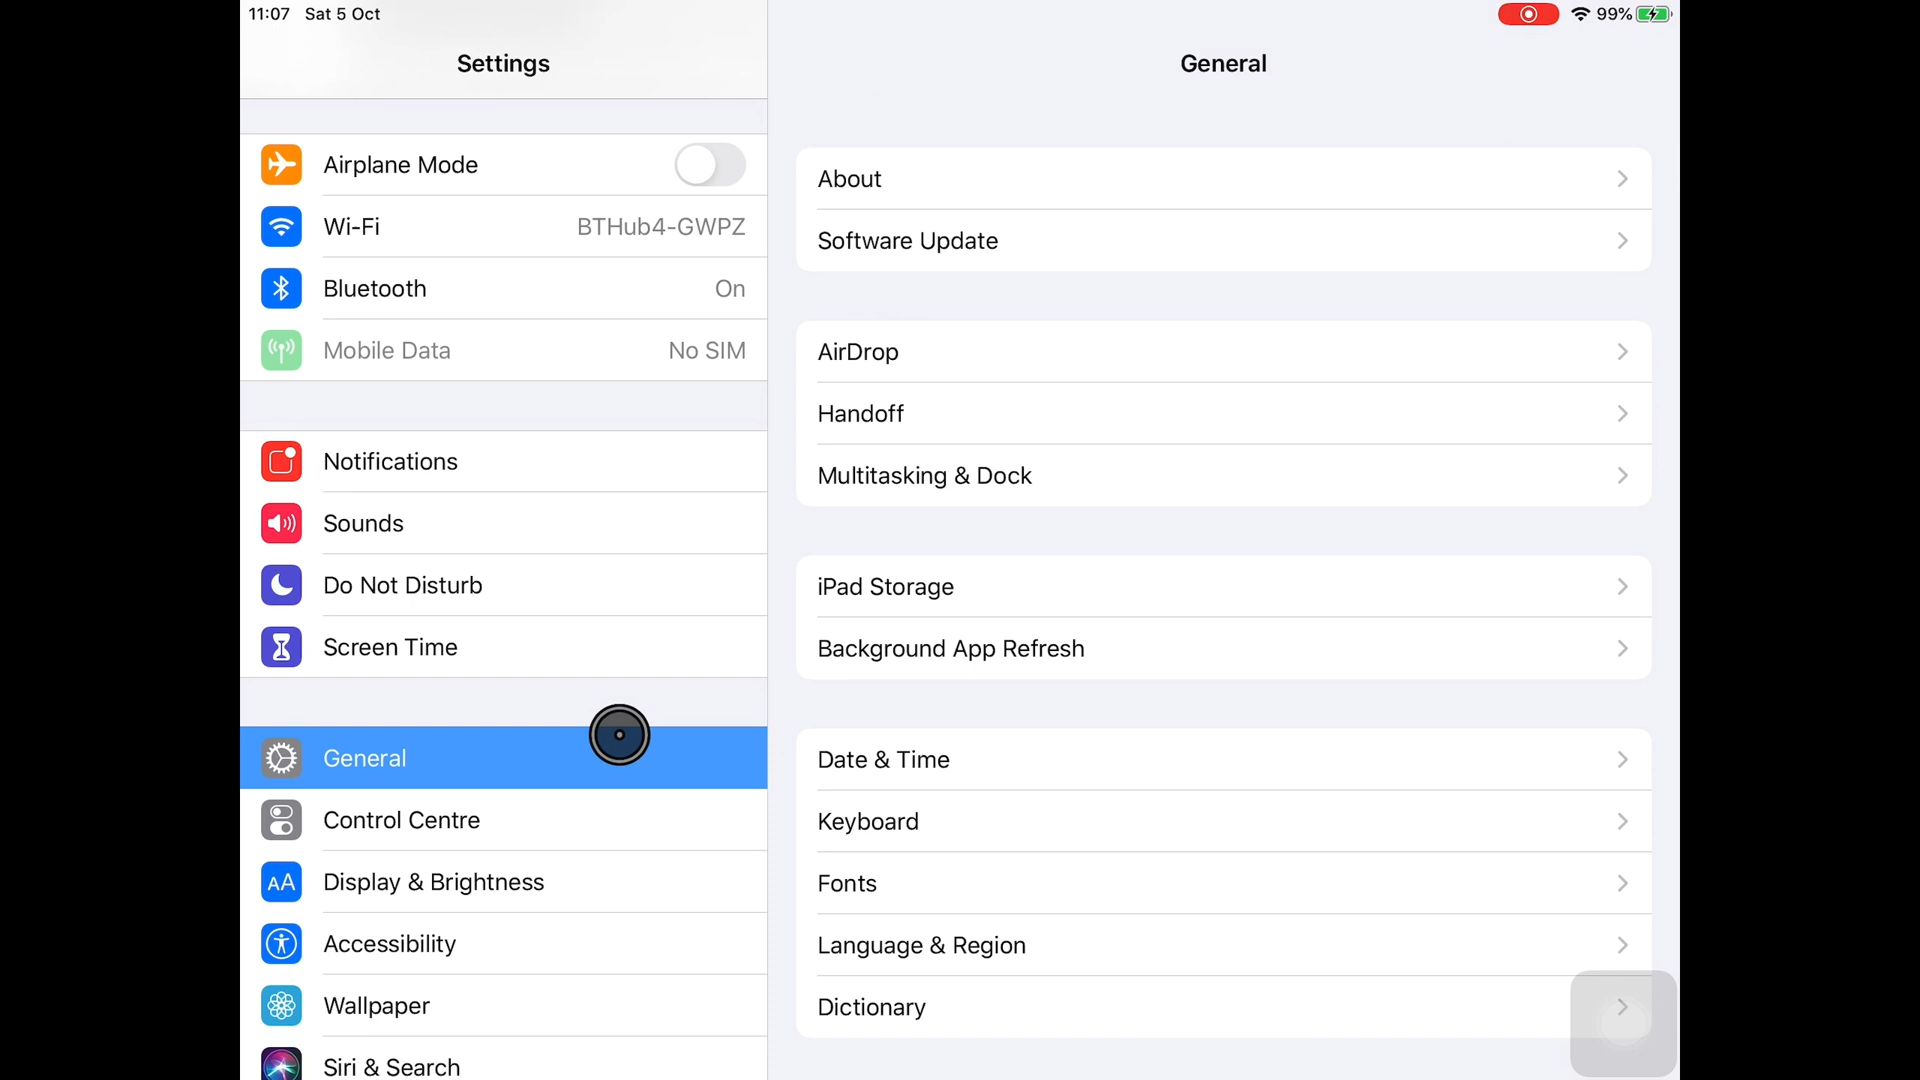 11:07 Sat 5 Oct
99%
Settings
General
Airplane Mode
Wi-Fi BTHub4-GWPZ
Bluetooth On
Mobile Data No SIM
Notifications
Sounds
Do Not Disturb
Screen Time
General
Control Centre
AA Display & Brightness
Accessibility
Wallpaper
Siri & Search
About
Software Update
AirDrop
Handoff
Multitasking & Dock
iPad Storage
Background App Refresh
Date & Time
Keyboard
Fonts
Language & Region
Dictionary